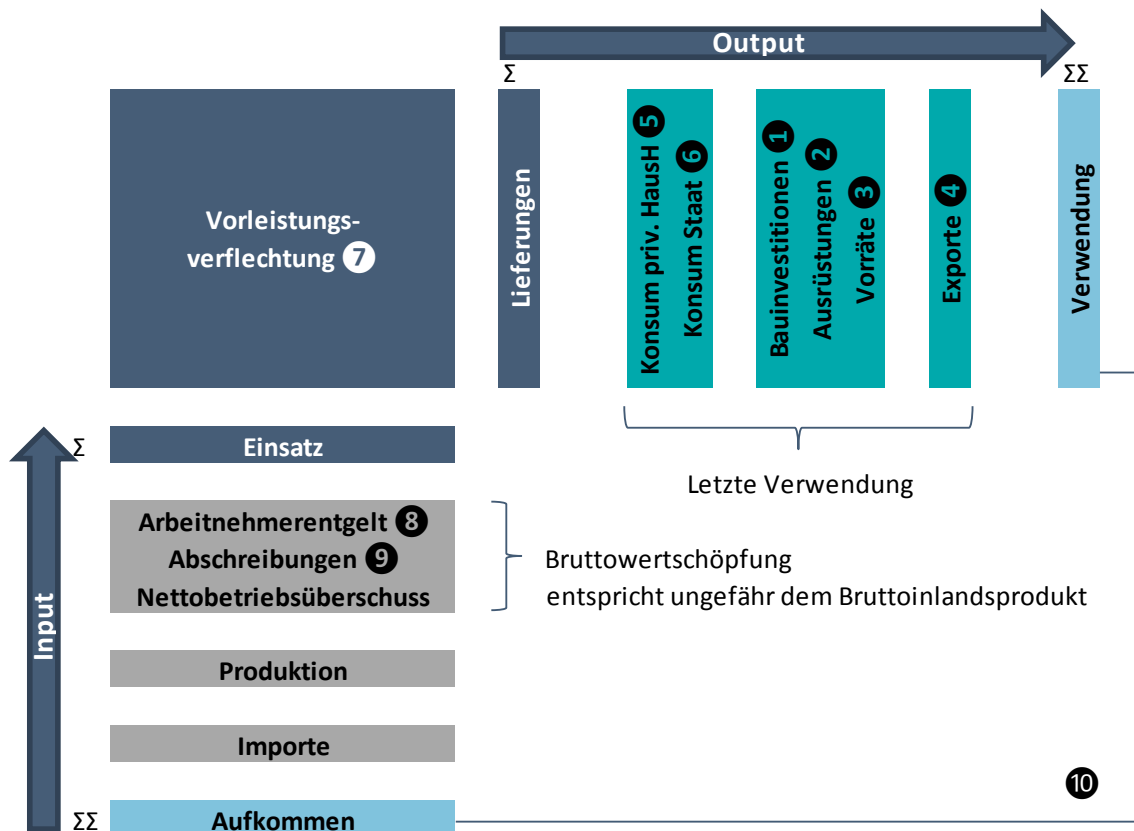 Output
Σ
ΣΣ
Vorleistungs-
verflechtung 7
Lieferungen
Konsum priv. HausH 5
Konsum Staat 6
Bauinvestitionen 1
Ausrüstungen 2
Vorräte 3
Exporte 4
Verwendung
Σ
Einsatz
Letzte Verwendung
Arbeitnehmerentgelt 8
Abschreibungen 9
Nettobetriebsüberschuss
Bruttowertschöpfung
entspricht ungefähr dem Bruttoinlandsprodukt
Input
Produktion
Importe
10
ΣΣ
Aufkommen